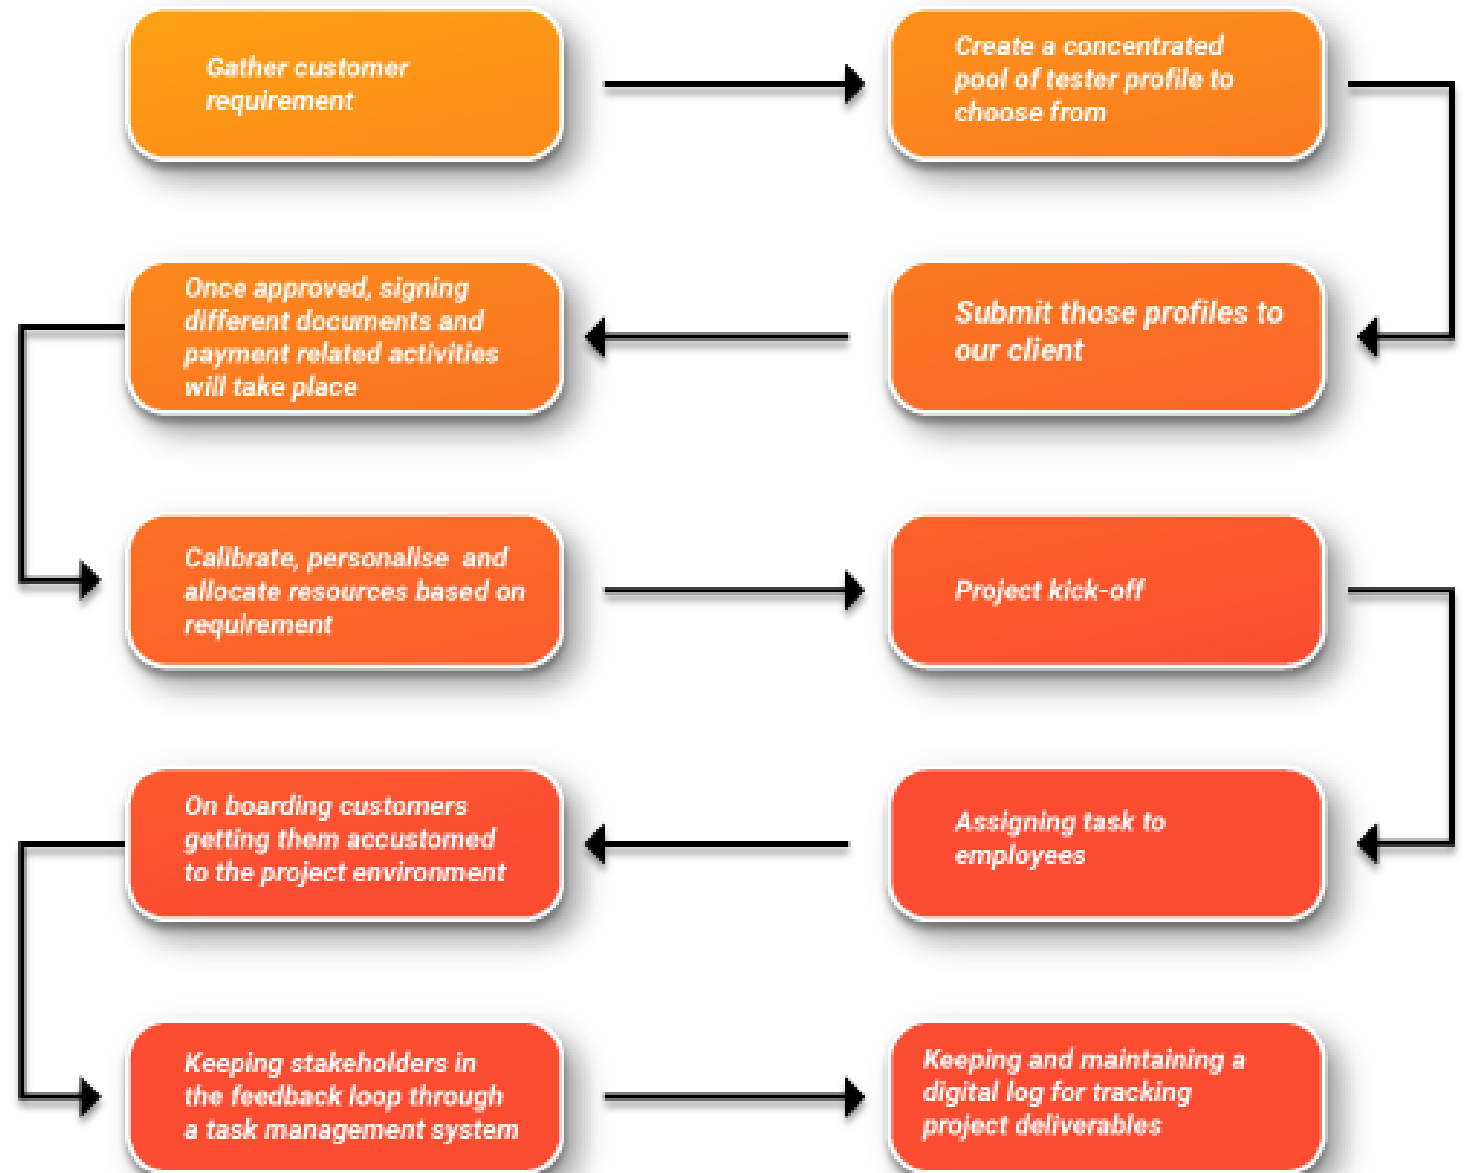 Gather customer
requirement
Create a concentrated
pool of tester profile to
choose from
Submit those profiles to
our client
Once approved, signing
different documents and
payment related activities
will take place
Calibrate, personalise  and
allocate resources based on
requirement
Project kick-off
Assigning task to
employees
On boarding customers
getting them accustomed
to the project environment
Keeping stakeholders in
the feedback loop through
a task management system
Keeping and maintaining a
digital log for tracking
project deliverables